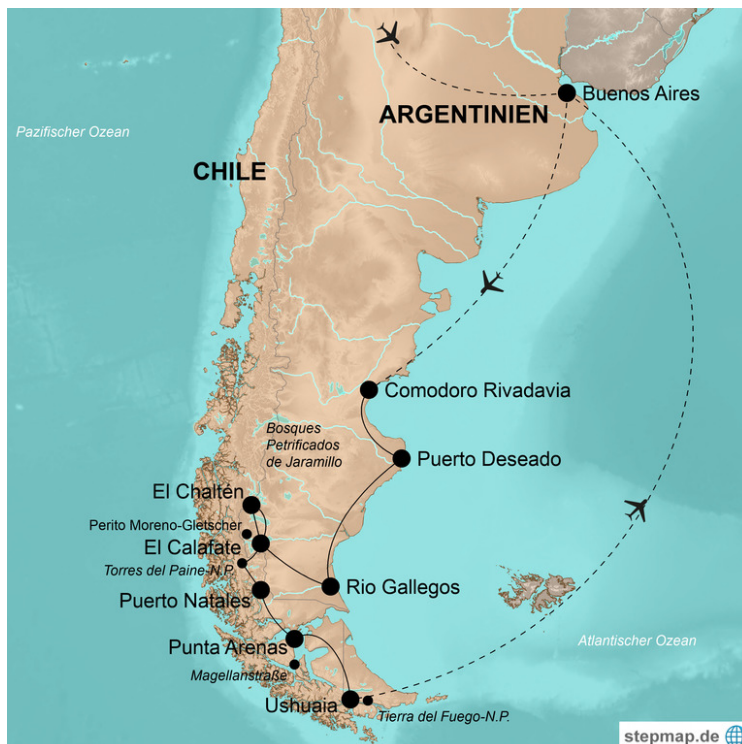 Buenos Aires
ARGENTINIEN
Pazifischer Ozean
CHILE
Comodoro Rivadavia
Bosques
Petrificados
de Jaramillo
Puerto Deseado
El Chaltén
Perito Moreno-Gletscher
El Calafate
Torres del Paine-N.P.
Rio Gallegos
Puerto Natales
Atlantischer Ozean
Punta Arenas
Magellanstraße
Ushuaia
Tierra del Fuego-N.P.
stepmap.de